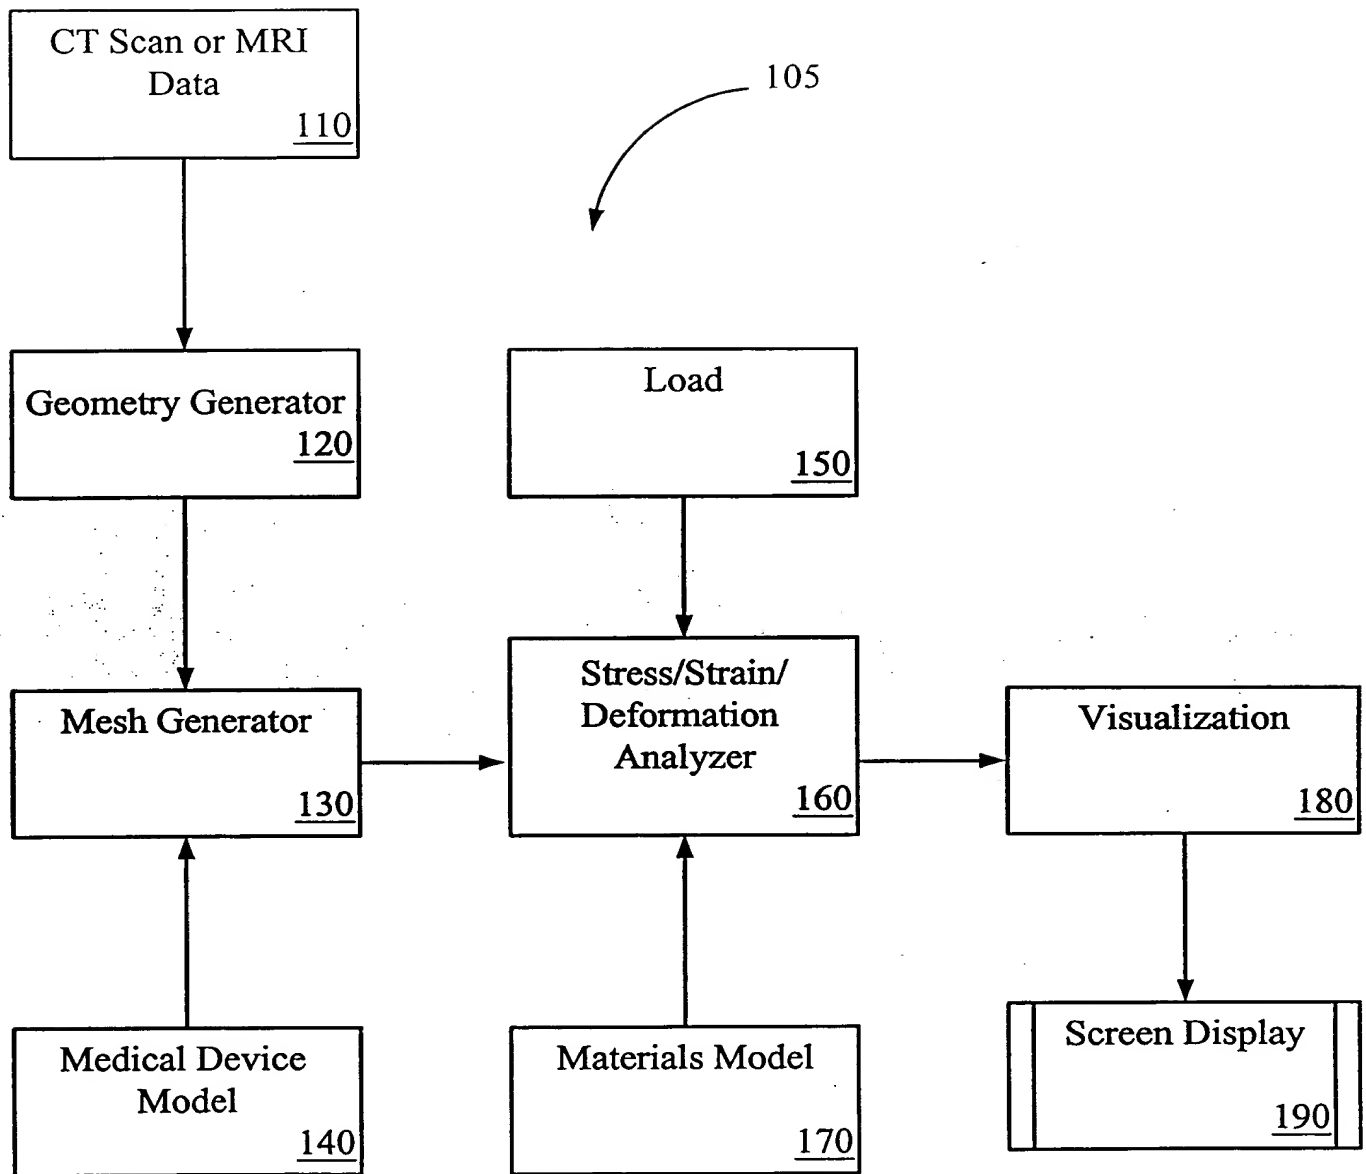 CT Scan or MRI
Data
110
105
Geometry Generator
120
Load
150
Mesh Generator
130
Stress/Strain/
Deformation
Analyzer
160
Visualization
180
Medical Device
Model
140
Materials Model
170
Screen Display
190